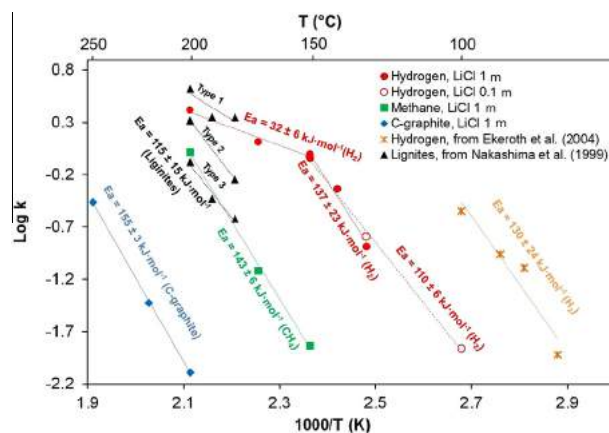 T (°C)
250 200 150 100
0.8
0.3
-0.2
-0.7
-1.2
-1.7
-2.2
Log k
1.9 2.1 2.3 2.5 2.7 2.9
1000/T (K)
Hydrogen, LiCl 1 m
Hydrogen, LiCl 0.1 m
Methane, LiCl 1 m
C-graphite, LiCl 1 m
Hydrogen, from Ekeroth et al. (2004)
Lignites, from Nakashima et al. (1999)
Type 1
Type 2
Type 3
Ea = 32 ± 6 kJ·mol⁻¹(H₂)
Ea = 115 ± 15 kJ·mol⁻¹
(Liginites)
Ea = 137 ± 23 kJ·mol⁻¹
(H₂)
Ea = 110 ± 6 kJ·mol⁻¹(H₂)
Ea = 130 ± 24 kJ·mol⁻¹(H₂)
Ea = 143 ± 6 kJ·mol⁻¹(CH₄)
Ea = 155 ± 3 kJ·mol⁻¹(C-graphite)